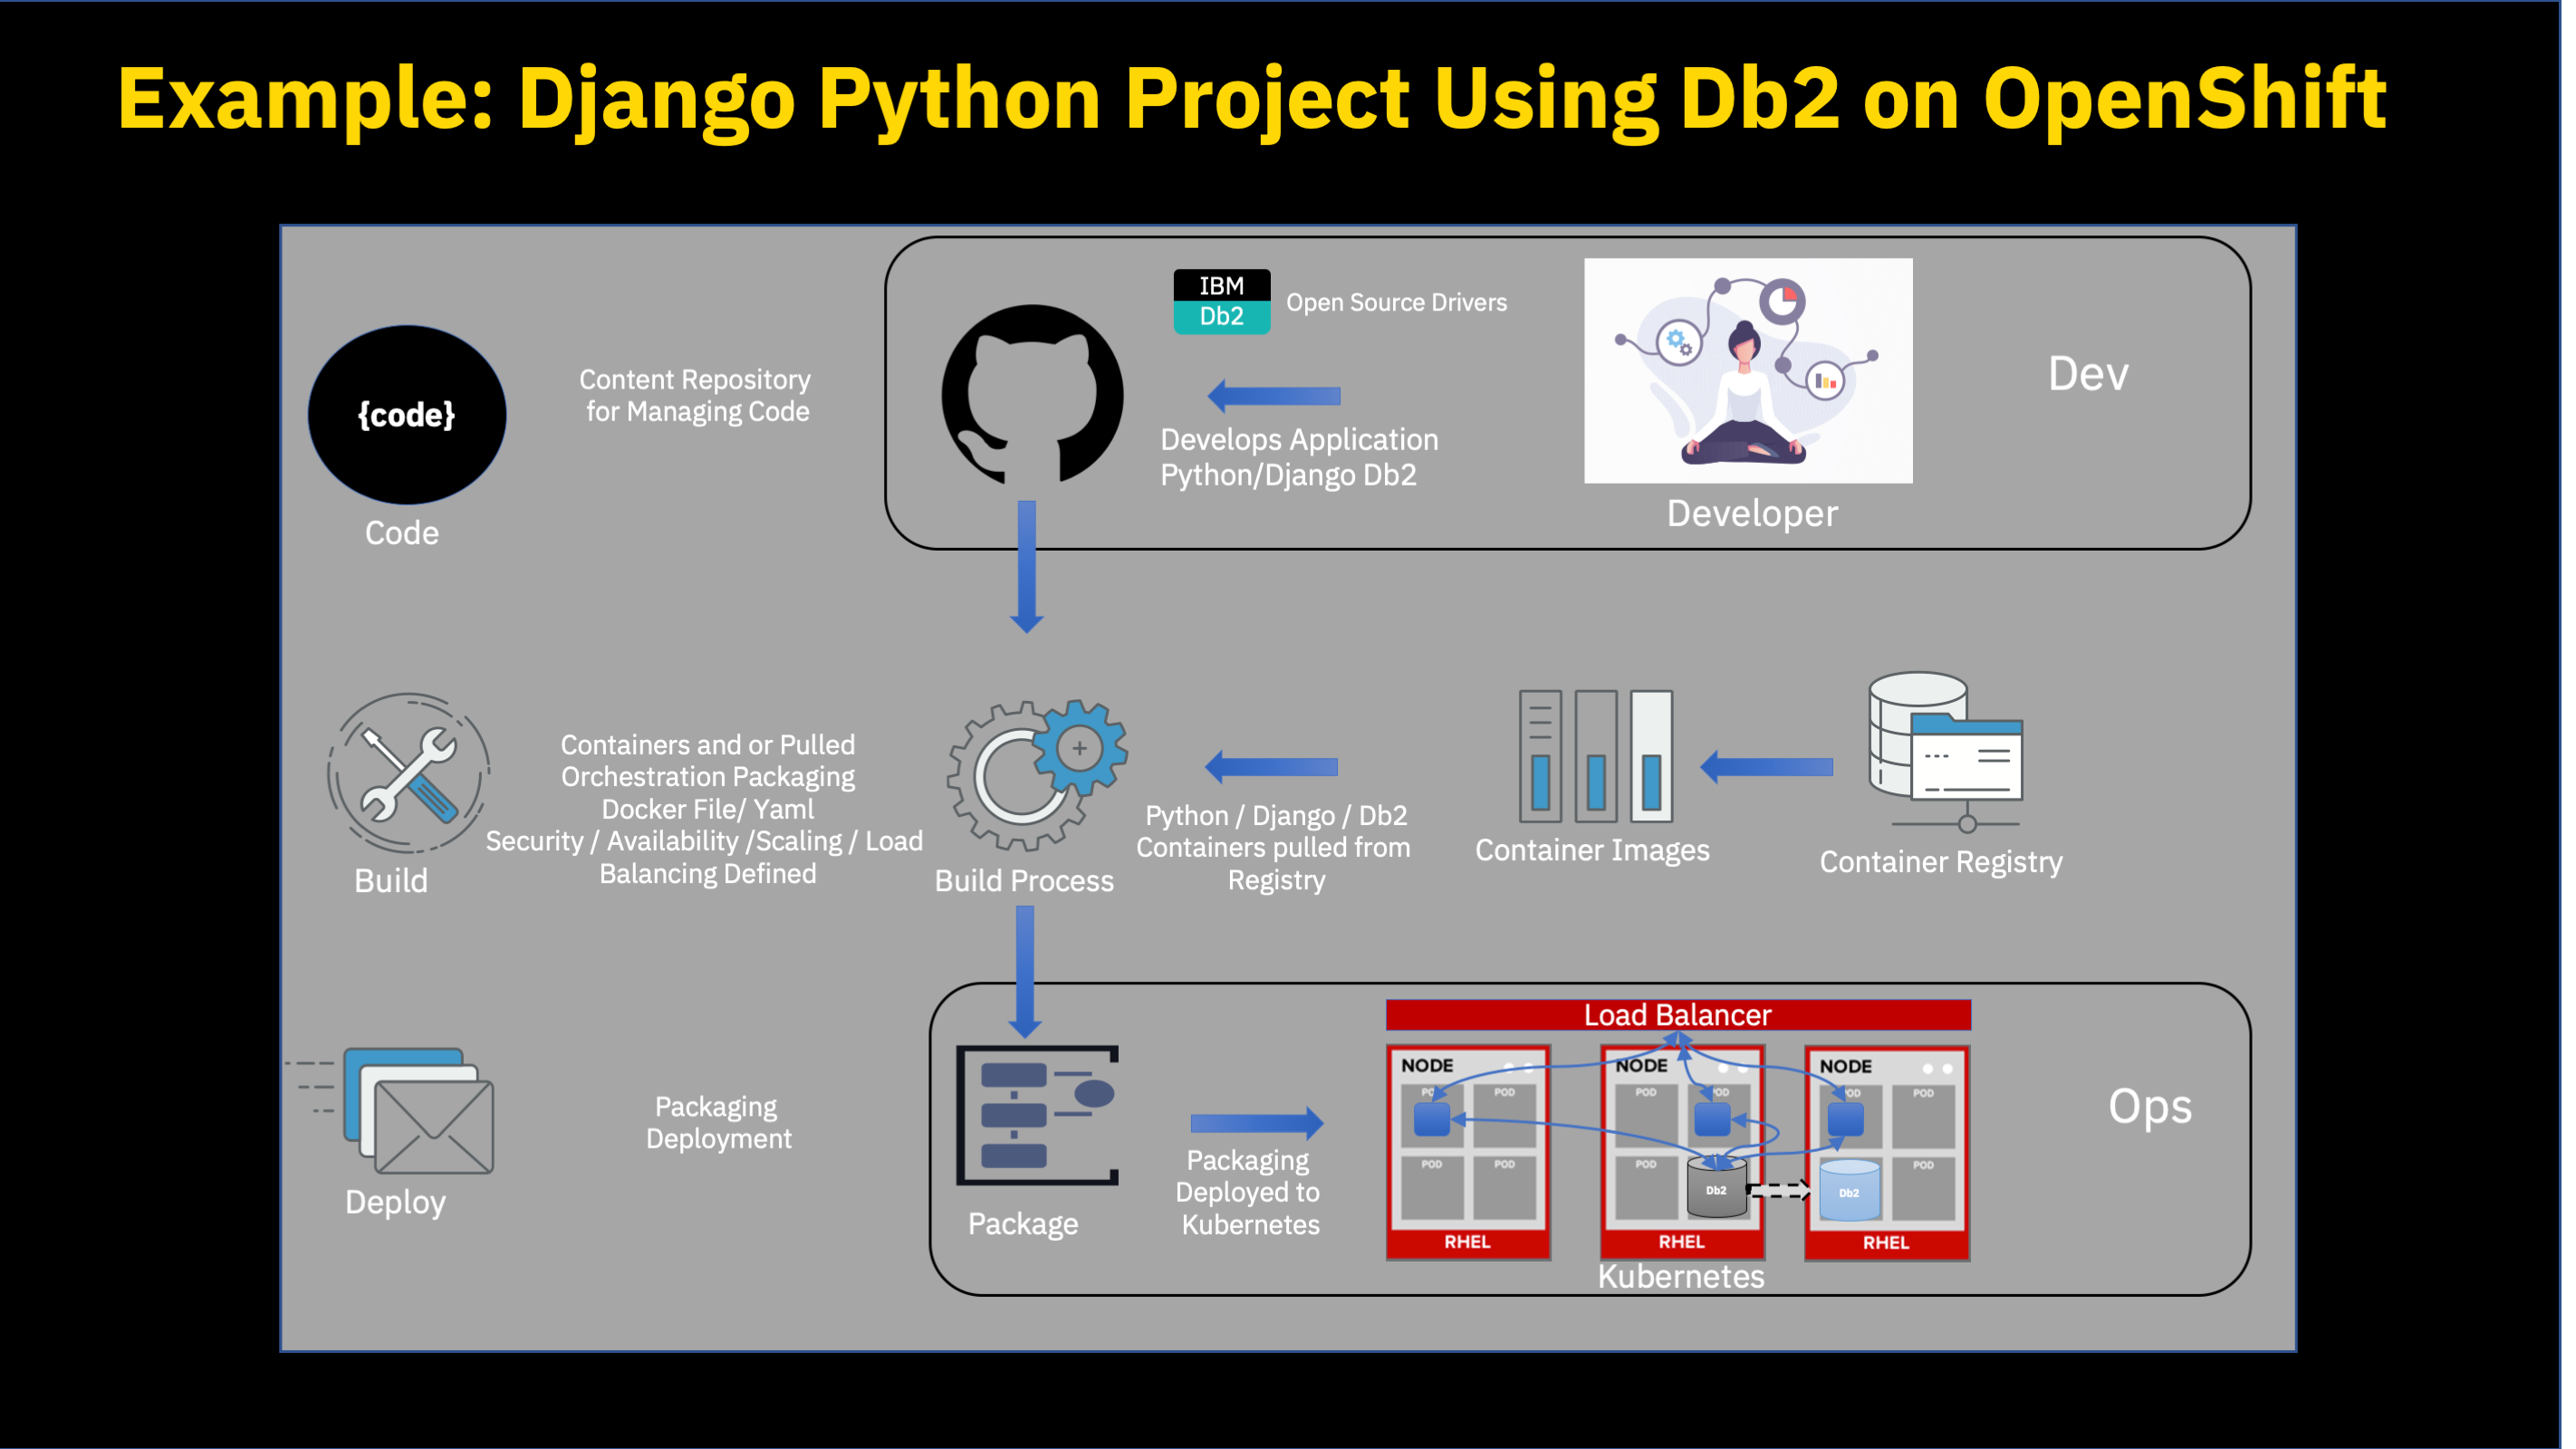 Example: Django Python Project Using Db2 on OpenShift
{code}
Code
Content Repository
for Managing Code
IBM
Db2
Open Source Drivers
Develops Application
Python/Django Db2
Developer
Dev
Build
Containers and or Pulled
Orchestration Packaging
Docker File/ Yaml
Security / Availability /Scaling / Load
Balancing Defined
Build Process
Python / Django / Db2
Containers pulled from
Registry
Container Images
Container Registry
Deploy
Packaging
Deployment
Package
Packaging
Deployed to
Kubernetes
Load Balancer
NODE
POD
POD
POD
POD
RHEL
NODE
POD
POD
POD
Db2
RHEL
NODE
POD
POD
Db2
POD
RHEL
Kubernetes
Ops